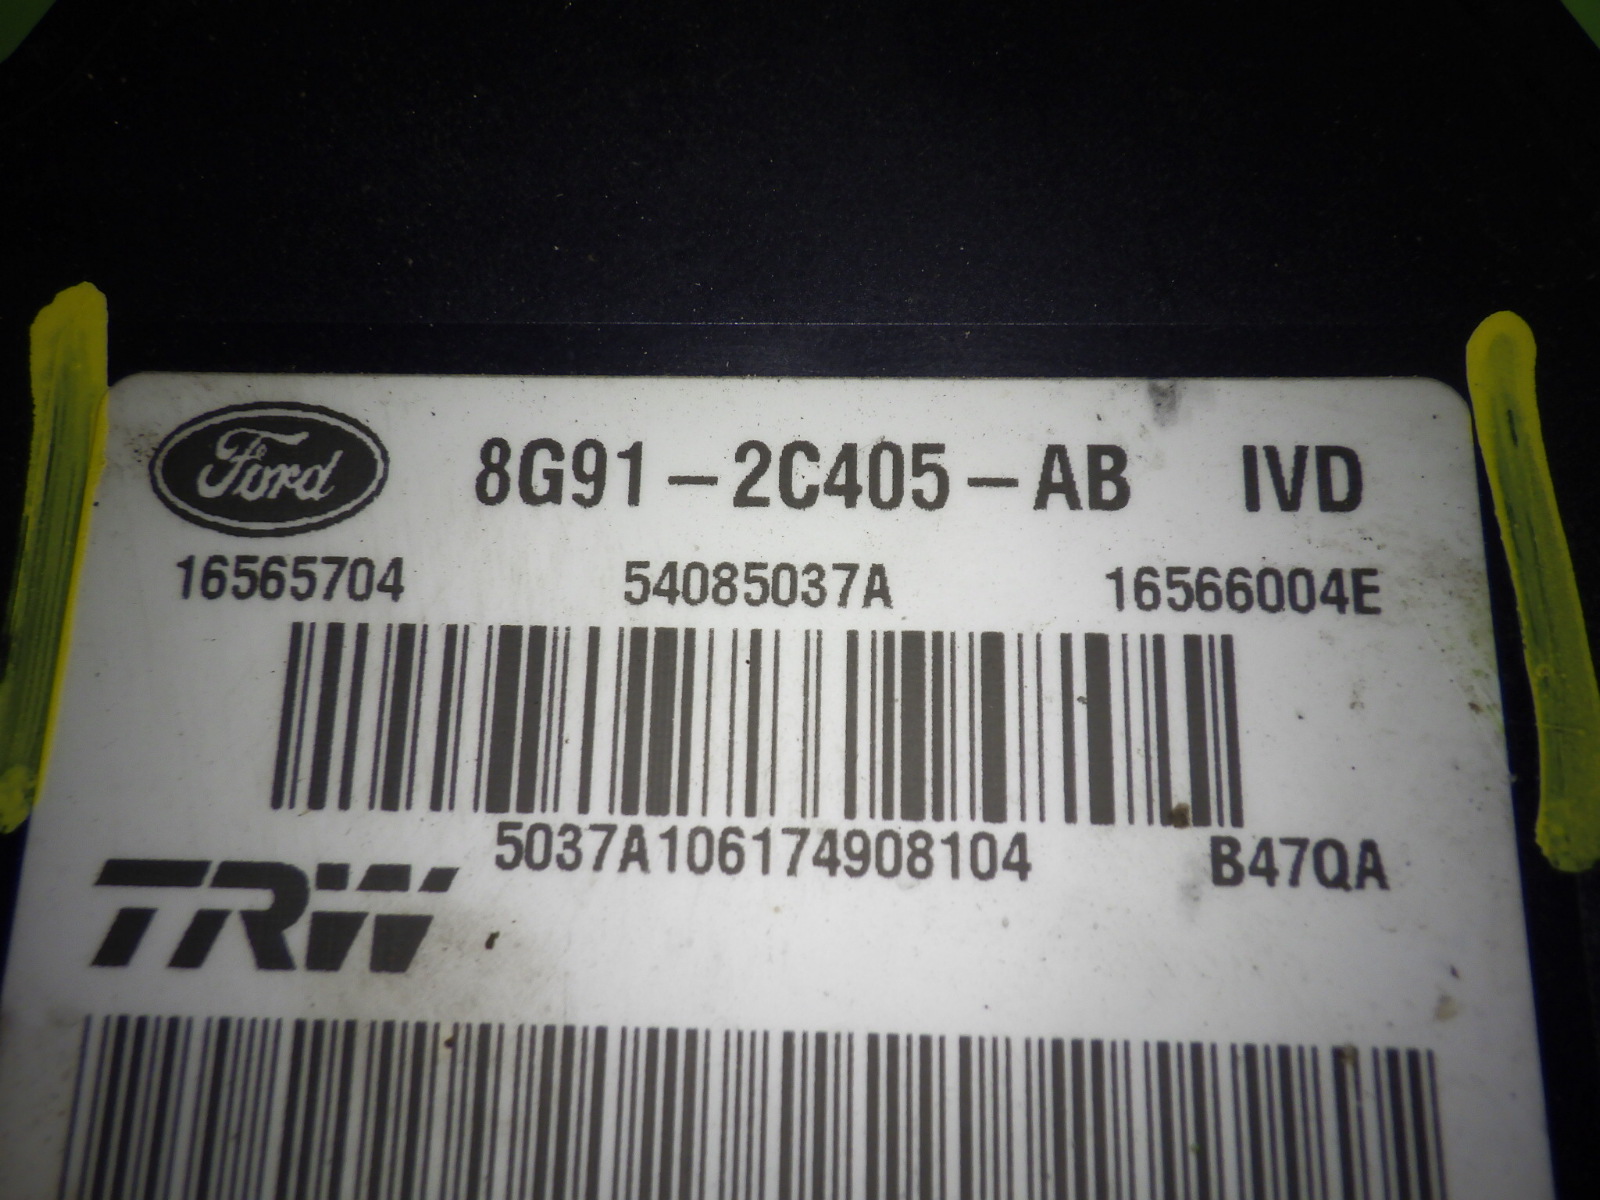 Ford 8G91-2C405-AB IVD
16565704 54085037A 16566004E
5037A106174908104 B47QA
TRW